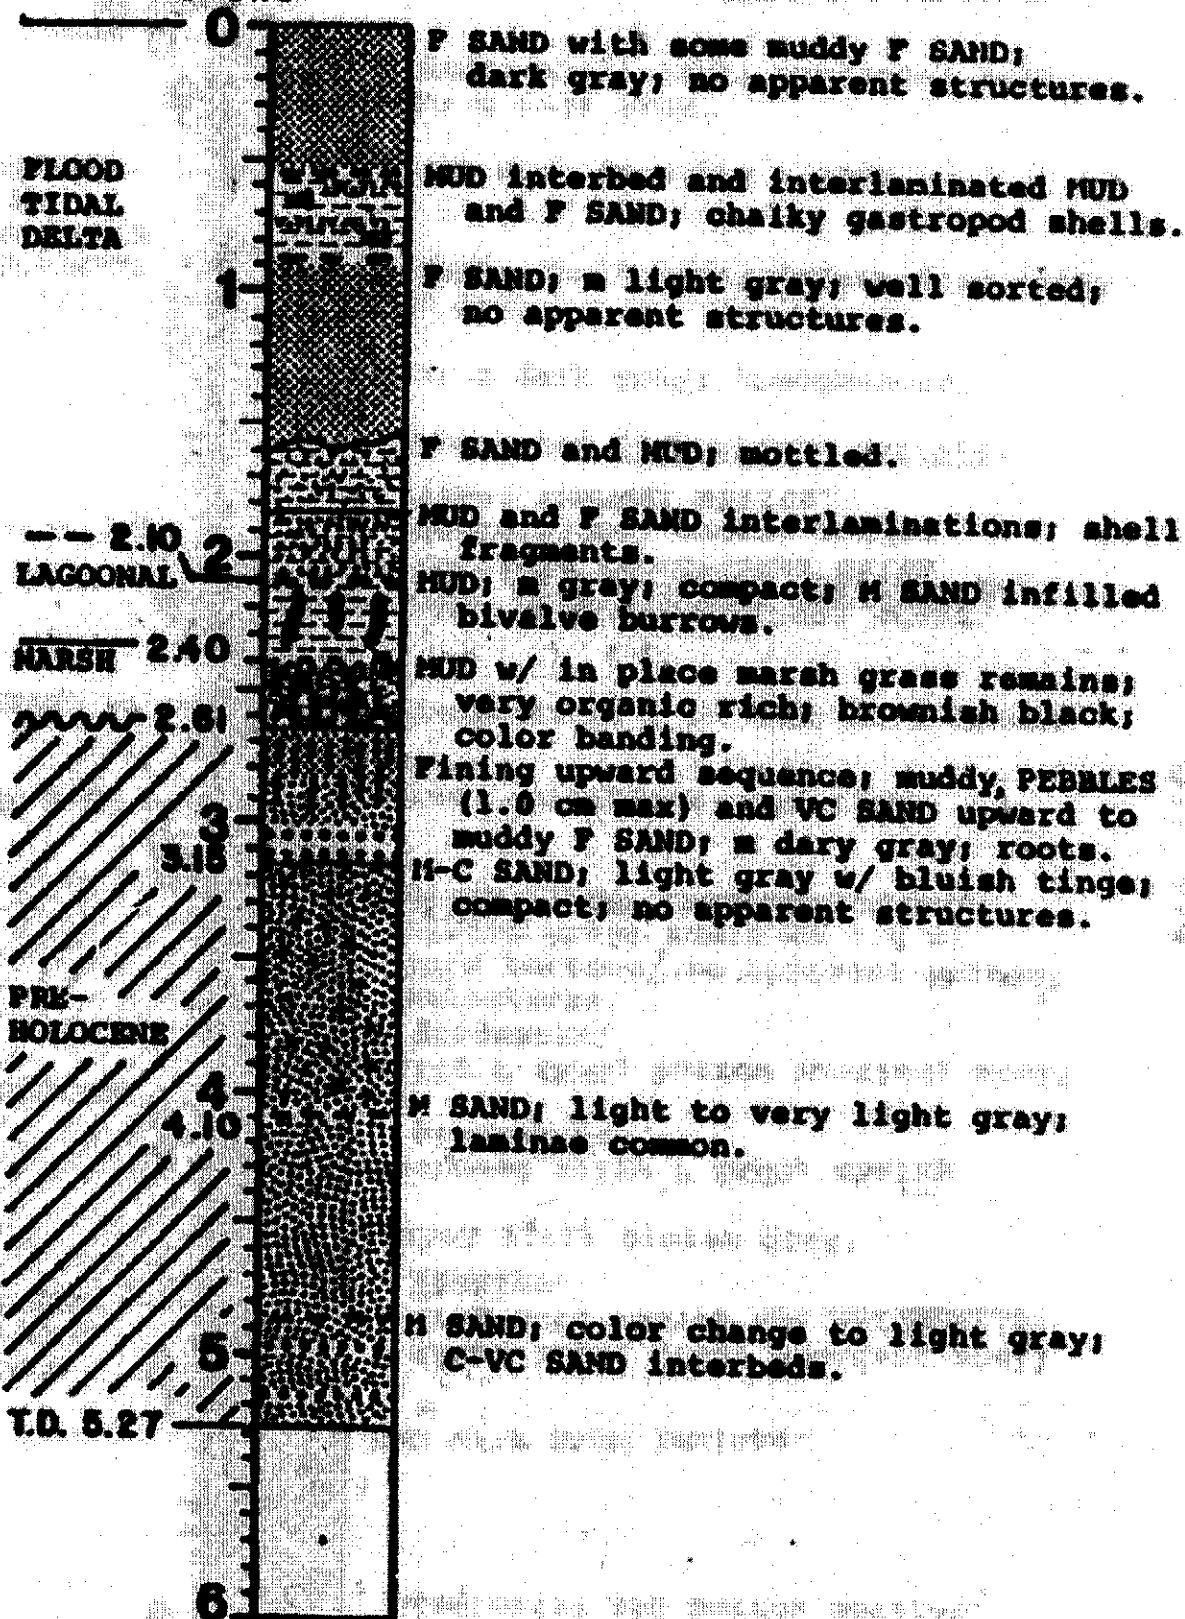 0
F SAND with some muddy F SAND;
dark gray; no apparent structures.
FLOOD
TIDAL
DELTA
MUD interbed and interlaminated MUD
and F SAND; chalky gastropod shells.
1
F SAND; m light gray; well sorted;
no apparent structures.
F SAND and MUD; mottled.
MUD and F SAND interlaminations; shell
fragments.
2.10
2
LAGOONAL
MUD; m gray; compact; M SAND infilled
bivalve burrows.
2.40
MARSH
MUD w/ in place marsh grass remains;
very organic rich; brownish black;
color banding.
2.61
Fining upward sequence; muddy, PEBBLES
(1.0 cm max) and VC SAND upward to
muddy F SAND; m dary gray; roots.
3
3.15
M-C SAND; light gray w/ bluish tinge;
compact; no apparent structures.
PRE-
HOLOCENE
4
4.10
M SAND; light to very light gray;
laminae common.
M SAND; color change to light gray;
C-VC SAND interbeds.
5
T.D. 5.27
6